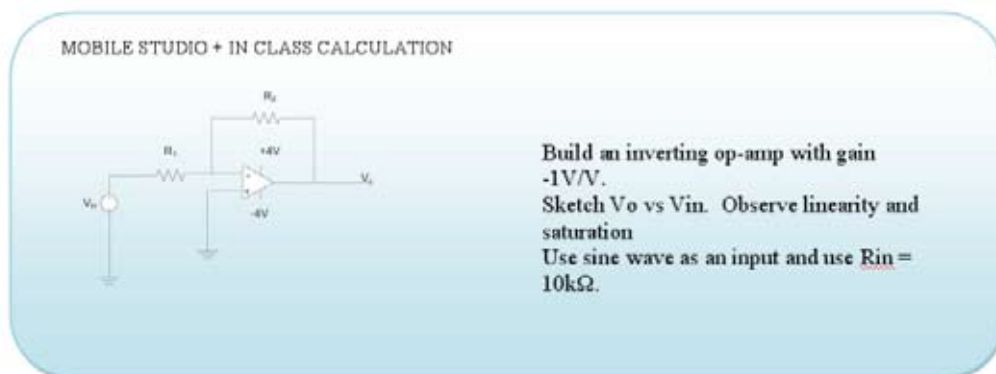 MOBILE STUDIO + IN CLASS CALCULATION
R₂
R₁
+4V
Vₒ
Vᵢₙ
-4V
Build an inverting op-amp with gain
-1V/V.
Sketch Vo vs Vin. Observe linearity and
saturation
Use sine wave as an input and use Rin =
10kΩ.